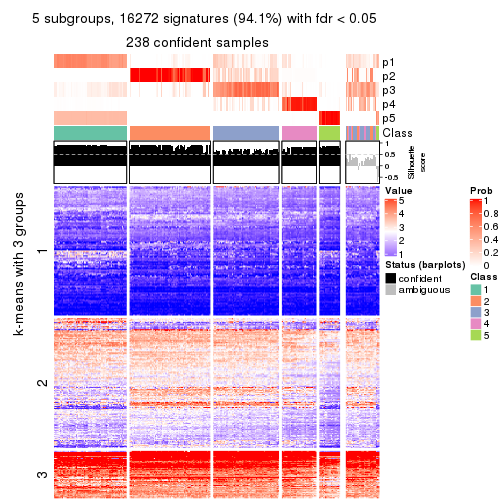 5 subgroups, 16272 signatures (94.1%) with fdr < 0.05
238 confident samples
p1
p2
p3
p4
p5
Class
1
0.5
0
-0.5
Silhouette
score
k-means with 3 groups
1
2
3
Value
5
4
3
2
1
Status (barplots)
confident
ambiguous
Prob
1
0.8
0.6
0.4
0.2
0
Class
1
2
3
4
5